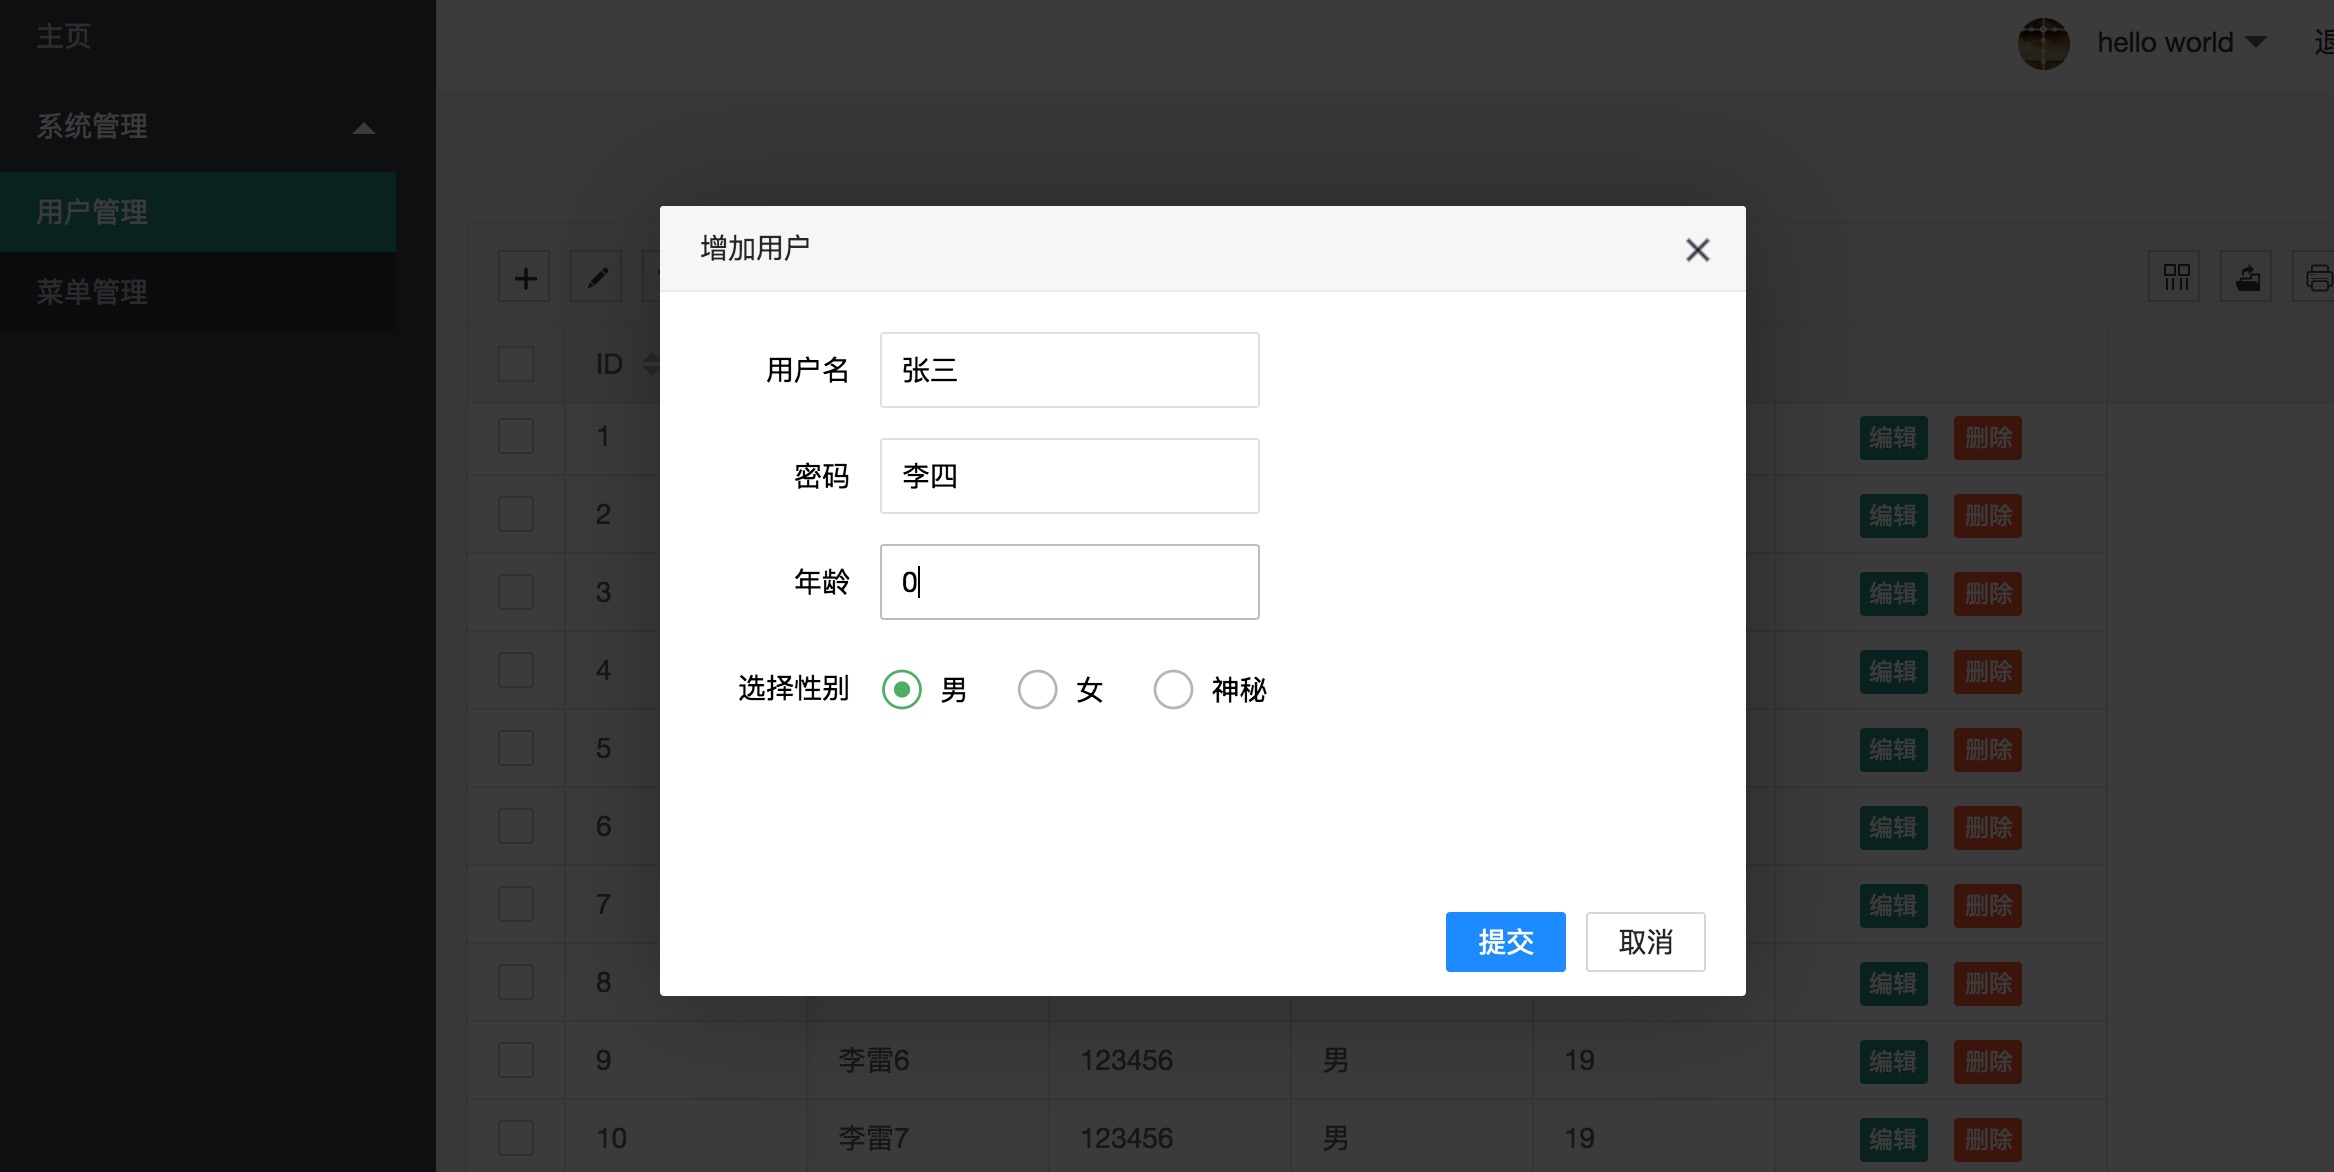 主页
hello world
系统管理
用户管理
菜单管理
增加用户
用户名 张三
密码 李四
年龄 0
选择性别 男 女 神秘
提交 取消
ID
1 编辑 删除
2 编辑 删除
3 编辑 删除
4 编辑 删除
5 编辑 删除
6 编辑 删除
7 编辑 删除
8 编辑 删除
9 李雷6 123456 男 19 编辑 删除
10 李雷7 123456 男 19 编辑 删除